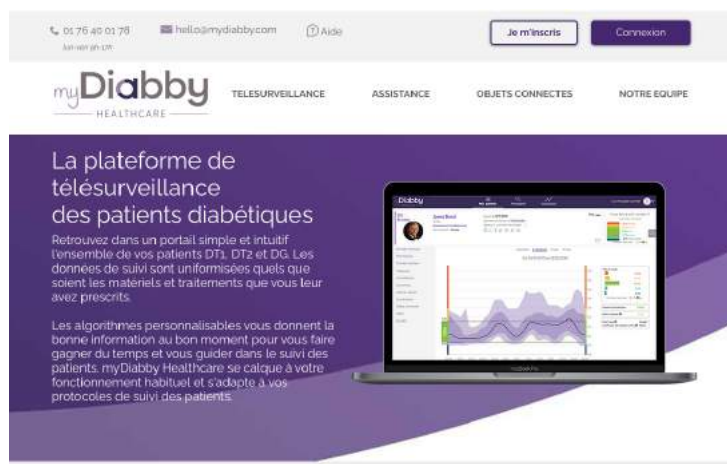 01 76 40 01 78
hello@mydiabby.com
Aide
Je m'inscris
Connexion
lun-ven 9h-17h
myDiabby
HEALTHCARE
TELESURVEILLANCE
ASSISTANCE
OBJETS CONNECTES
NOTRE EQUIPE
La plateforme de
télésurveillance
des patients diabétiques
Retrouvez dans un portail simple et intuitif
l'ensemble de vos patients DT1, DT2 et DG. Les
données de suivi sont uniformisées quels que
soient les matériels et traitements que vous leur
avez prescrits.
Les algorithmes personnalisables vous donnent la
bonne information au bon moment pour vous faire
gagner du temps et vous guider dans le suivi des
patients. myDiabby Healthcare se calque à votre
fonctionnement habituel et s'adapte à vos
protocoles de suivi des patients.
Diabby